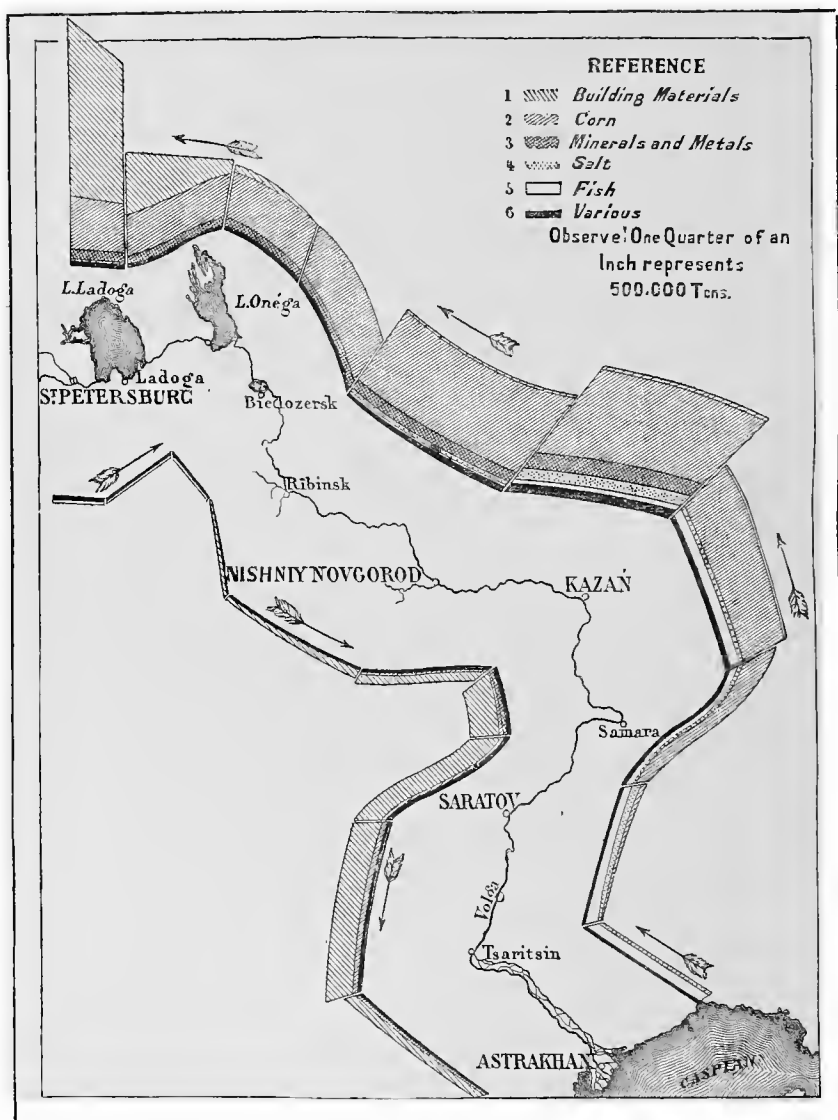 REFERENCE
1 Building Materials
2 Corn
3 Minerals and Metals
4 Salt
5 Fish
6 Various
Observe! One Quarter of an
Inch represents
500.000 Tons.
L.Ladoga
L.Onéga
Ladoga
ST PETERSBURG
Biedozersk
Ribinsk
NISHNIY NOVGOROD
KAZAŃ
Samara
SARATOV
Volga
Tsaritsin
ASTRAKHAN
CASPIAN